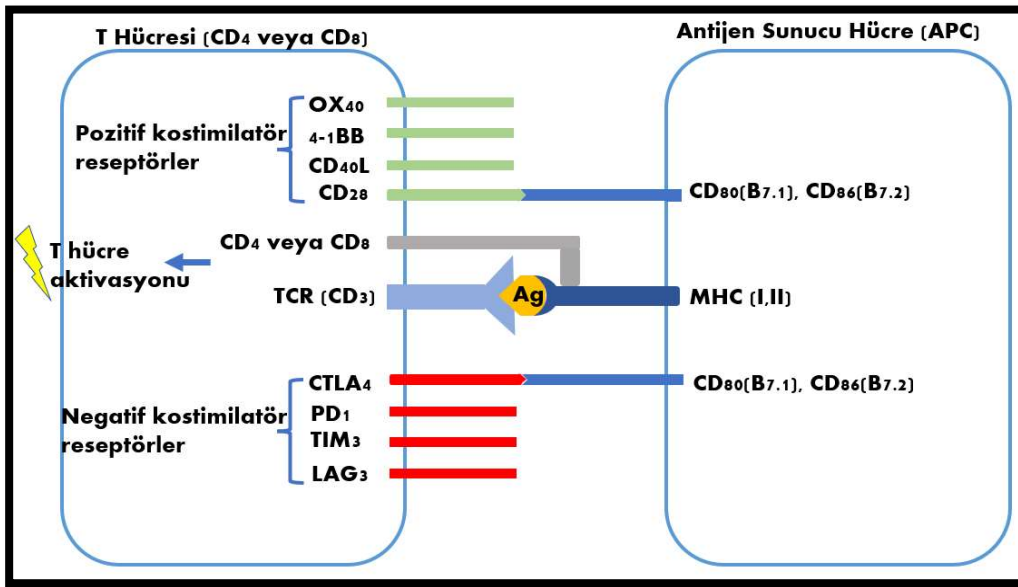 T Hücresi (CD4 veya CD8)
Antijen Sunucu Hücre (APC)
Pozitif kostimilatör
reseptörler
OX40
4-1BB
CD40L
CD28
CD80(B7.1), CD86(B7.2)
CD4 veya CD8
T hücre
aktivasyonu
TCR (CD3)
Ag
MHC (I,II)
Negatif kostimilatör
reseptörler
CTLA4
PD1
TIM3
LAG3
CD80(B7.1), CD86(B7.2)